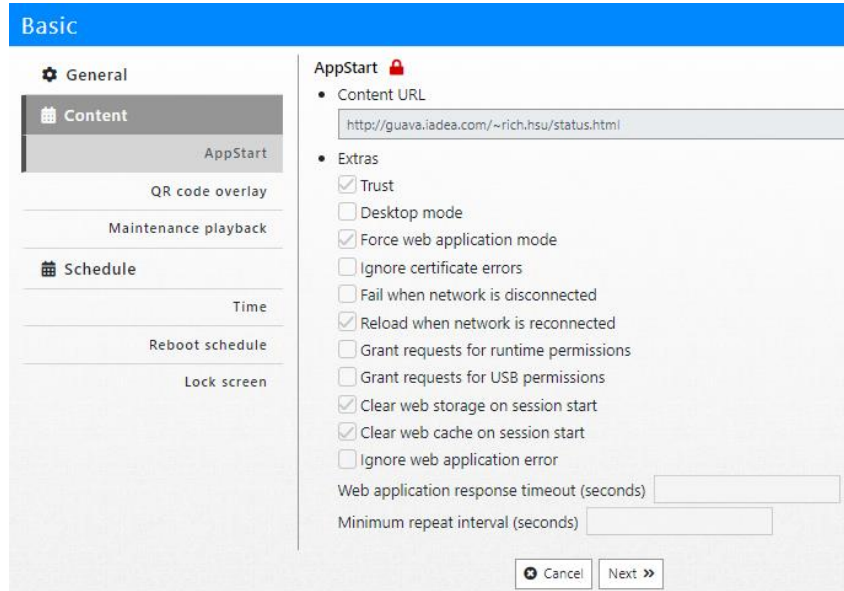 Basic
General
Content
AppStart
QR code overlay
Maintenance playback
Schedule
Time
Reboot schedule
Lock screen
AppStart
Content URL
http://guava.iadea.com/~rich.hsu/status.html
Extras
Trust
Desktop mode
Force web application mode
Ignore certificate errors
Fail when network is disconnected
Reload when network is reconnected
Grant requests for runtime permissions
Grant requests for USB permissions
Clear web storage on session start
Clear web cache on session start
Ignore web application error
Web application response timeout (seconds)
Minimum repeat interval (seconds)
Cancel Next »